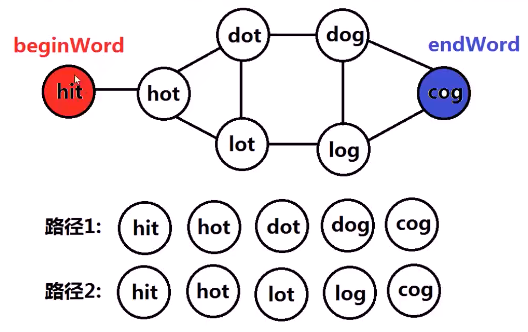 dot dog
beginWord endWord
hit hot cog
lot log
路径1: hit hot dot dog cog
路径2: hit hot lot log cog